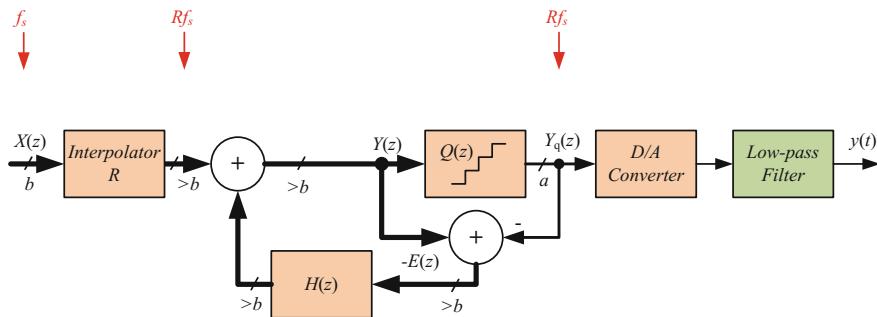 fs
Rfs
Rfs
X(z)
b
Interpolator
R
>b
+
>b
Y(z)
Q(z)
Yq(z)
a
D/A
Converter
Low-pass
Filter
y(t)
-
+
-E(z)
>b
H(z)
>b